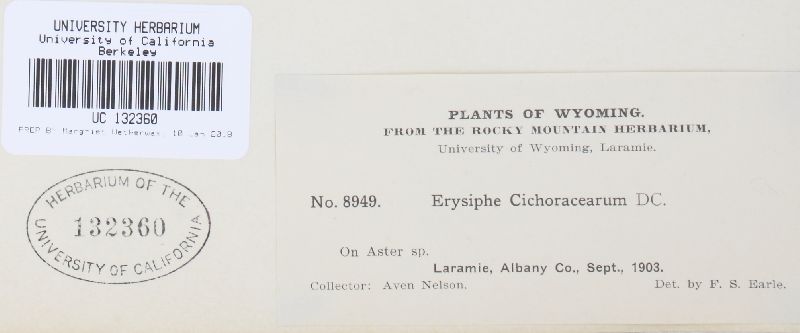 UNIVERSITY HERBARIUM
University of California
Berkeley
UC 132360
HERBARIUM OF THE
132360
UNIVERSITY OF CALIFORNIA
PLANTS OF WYOMING.
FROM THE ROCKY MOUNTAIN HERBARIUM,
University of Wyoming, Laramie.
No. 8949. Erysiphe Cichoracearum DC.
On Aster sp.
Laramie, Albany Co., Sept., 1903.
Collector: Aven Nelson. Det. by F. S. Earle.